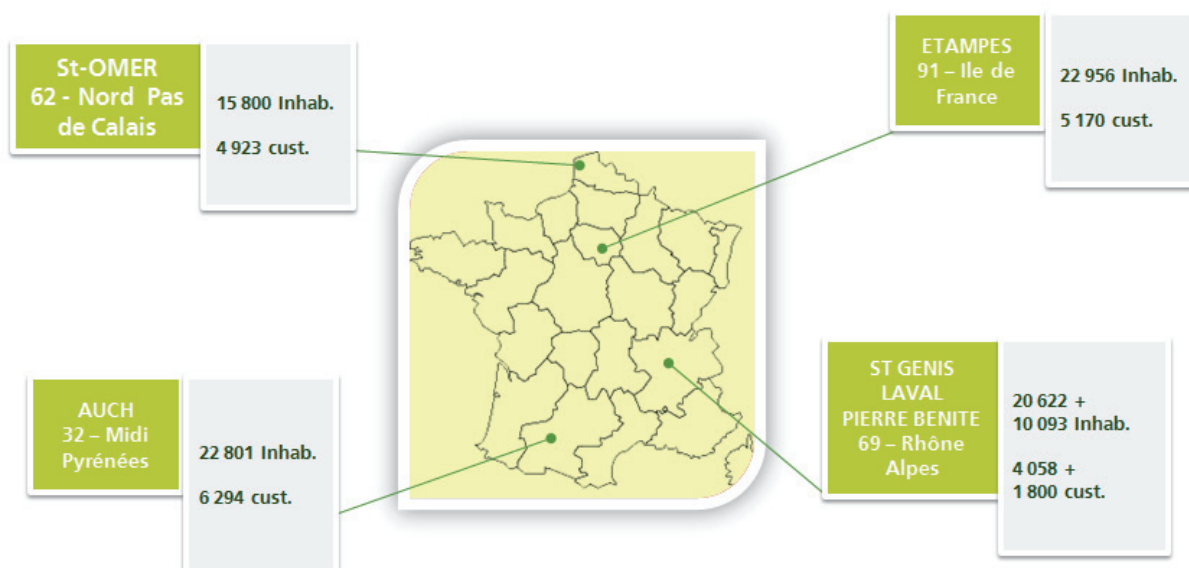 St-OMER
62 - Nord Pas
de Calais
15 800 Inhab.
4 923 cust.
ETAMPES
91 – Ile de
France
22 956 Inhab.
5 170 cust.
AUCH
32 – Midi
Pyrénées
22 801 Inhab.
6 294 cust.
ST GENIS
LAVAL
PIERRE BENITE
69 – Rhône
Alpes
20 622 +
10 093 Inhab.
4 058 +
1 800 cust.